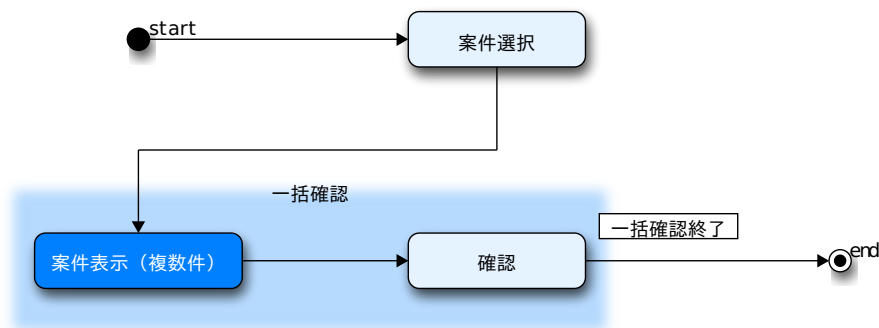 start
案件選択
一括確認
案件表示（複数件）
確認
一括確認終了
end